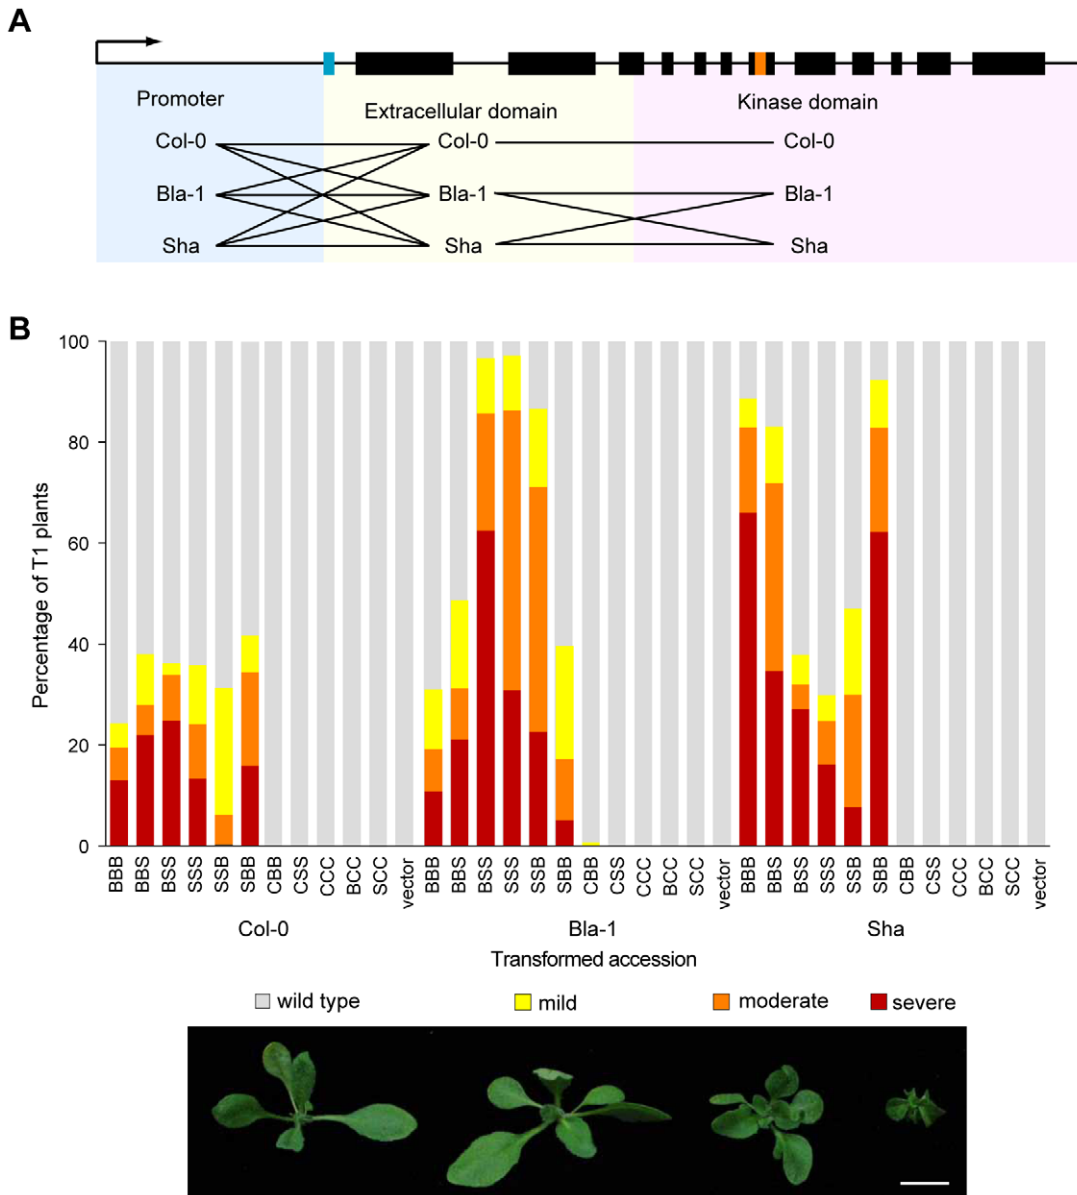 A
Promoter
Extracellular domain
Kinase domain
Col-0 Col-0 Col-0
Bla-1 Bla-1 Bla-1
Sha Sha Sha
B
Percentage of T1 plants
100
80
60
40
20
0
BBB BBS BSS SSS SSB SBB CBB CSS CCC BCC SCC vector BBB BBS BSS SSS SSB SBB CBB CSS CCC BCC SCC vector BBB BBS BSS SSS SSB SBB CBB CSS CCC BCC SCC vector
Col-0 Bla-1 Sha
Transformed accession
wild type mild moderate severe